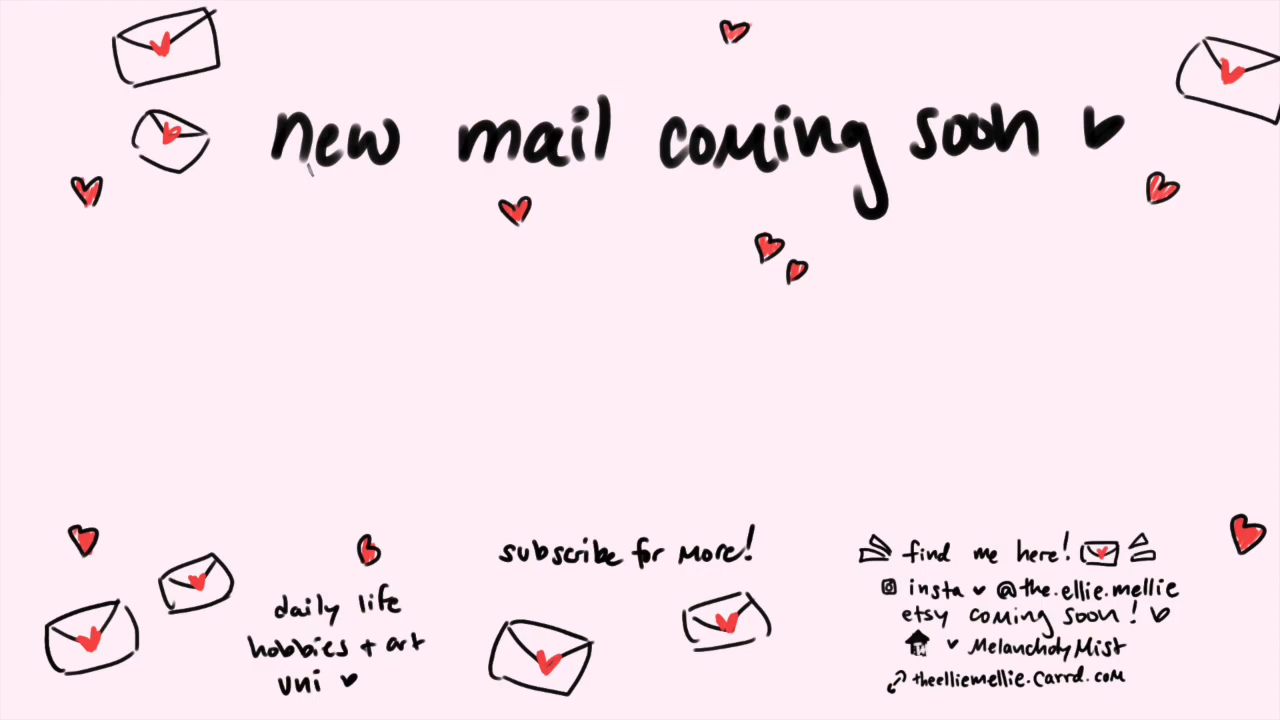 new mail coming soon
subscribe for more!
daily life
hobbies + art
uni
find me here!
insta @the.ellie.mellie
etsy coming soon!
MelancholyMist
theelliemellie.carrd.com